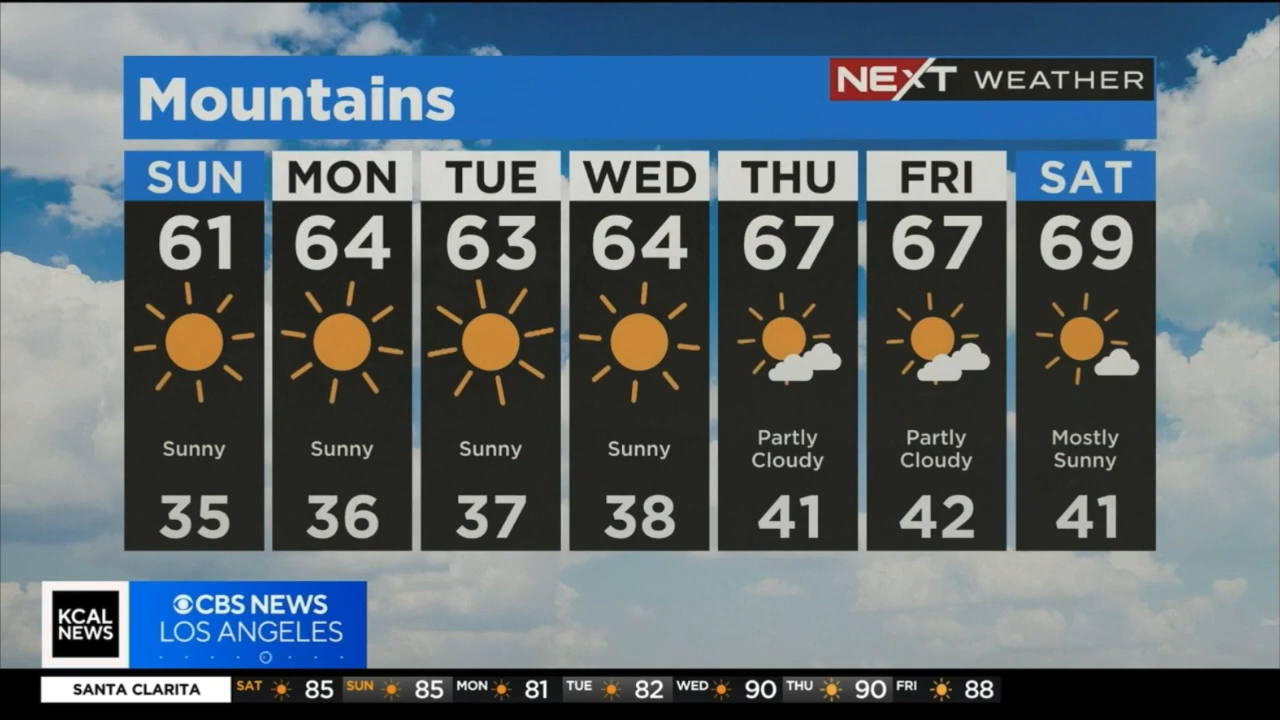 Mountains
NEXT WEATHER
SUN MON TUE WED THU FRI SAT
61 64 63 64 67 67 69
Sunny Sunny Sunny Sunny Partly Cloudy Partly Cloudy Mostly Sunny
35 36 37 38 41 42 41
KCAL NEWS
CBS NEWS
LOS ANGELES
SANTA CLARITA SAT 85 SUN 85 MON 81 TUE 82 WED 90 THU 90 FRI 88